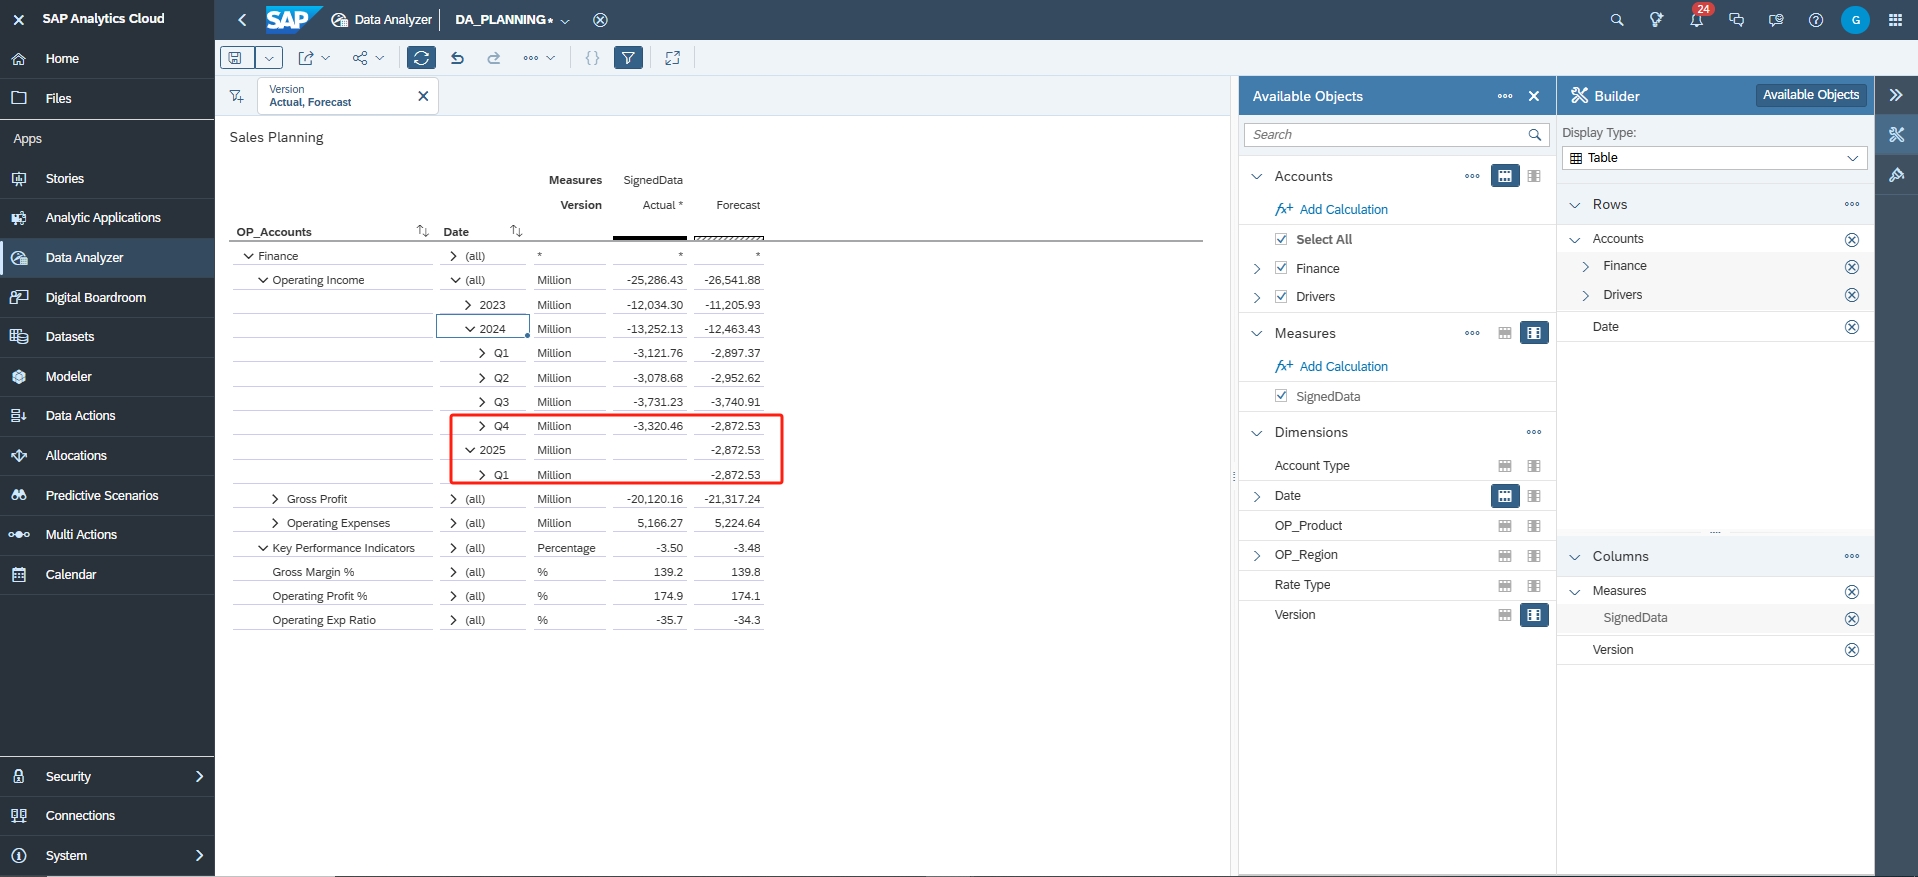 SAP Analytics Cloud
Home
Files
Apps
Stories
Analytic Applications
Data Analyzer
Digital Boardroom
Datasets
Modeler
Data Actions
Allocations
Predictive Scenarios
Multi Actions
Calendar
Security
Connections
System
SAP Data Analyzer DA_PLANNING*
24
G
Version
Actual, Forecast
Sales Planning
Measures SignedData
Version Actual * Forecast
OP_Accounts Date
Finance (all) * * *
Operating Income (all) Million -25,286.43 -26,541.88
2023 Million -12,034.30 -11,205.93
2024 Million -13,252.13 -12,463.43
Q1 Million -3,121.76 -2,897.37
Q2 Million -3,078.68 -2,952.62
Q3 Million -3,731.23 -3,740.91
Q4 Million -3,320.46 -2,872.53
2025 Million -2,872.53
Q1 Million -2,872.53
Gross Profit (all) Million -20,120.16 -21,317.24
Operating Expenses (all) Million 5,166.27 5,224.64
Key Performance Indicators (all) Percentage -3.50 -3.48
Gross Margin % (all) % 139.2 139.8
Operating Profit % (all) % 174.9 174.1
Operating Exp Ratio (all) % -35.7 -34.3
Available Objects
Search
Accounts
fx+ Add Calculation
Select All
Finance
Drivers
Measures
fx+ Add Calculation
SignedData
Dimensions
Account Type
Date
OP_Product
OP_Region
Rate Type
Version
Builder Available Objects
Display Type:
Table
Rows
Accounts
Finance
Drivers
Date
Columns
Measures
SignedData
Version